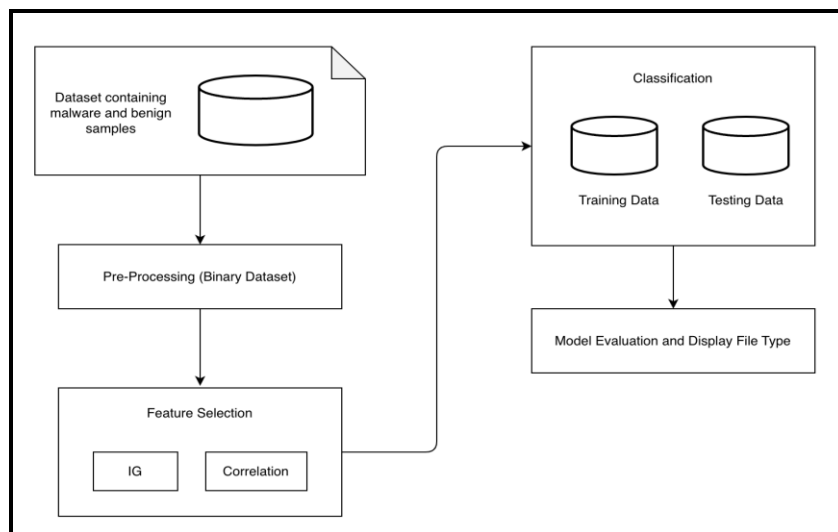 Dataset containing
malware and benign
samples
Pre-Processing (Binary Dataset)
Feature Selection
IG
Correlation
Classification
Training Data
Testing Data
Model Evaluation and Display File Type